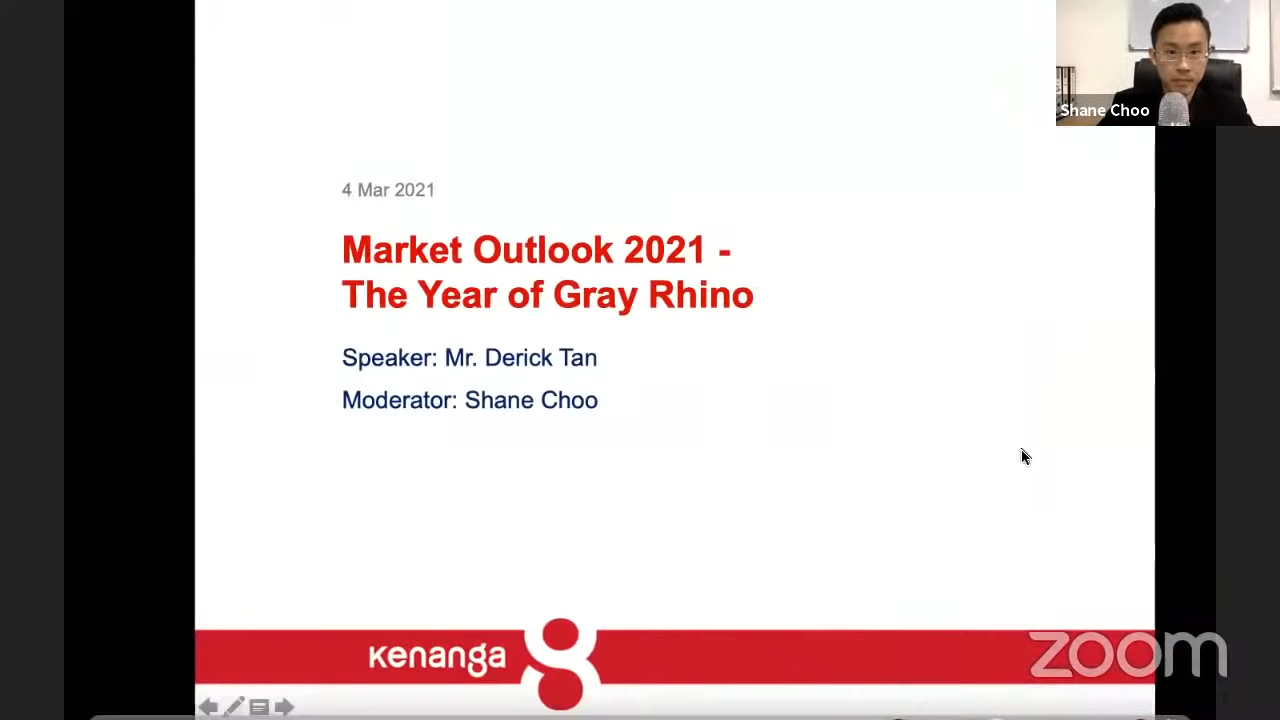 Shane Choo
4 Mar 2021
Market Outlook 2021 -
The Year of Gray Rhino
Speaker: Mr. Derick Tan
Moderator: Shane Choo
kenanga
zoom